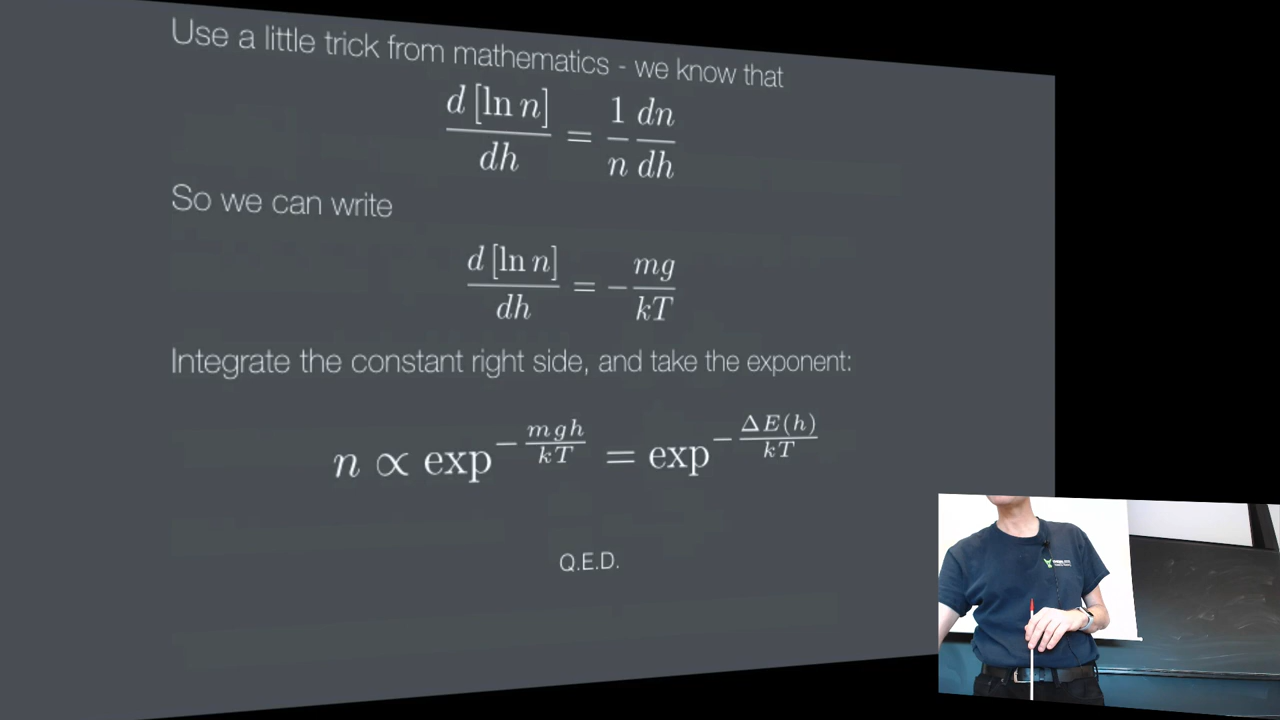 Use a little trick from mathematics - we know that
d [ln n] / dh = 1/n dn/dh
So we can write
d [ln n] / dh = − mg / kT
Integrate the constant right side, and take the exponent:
n ∝ exp^(− mgh / kT) = exp^(− ΔE(h) / kT)
Q.E.D.